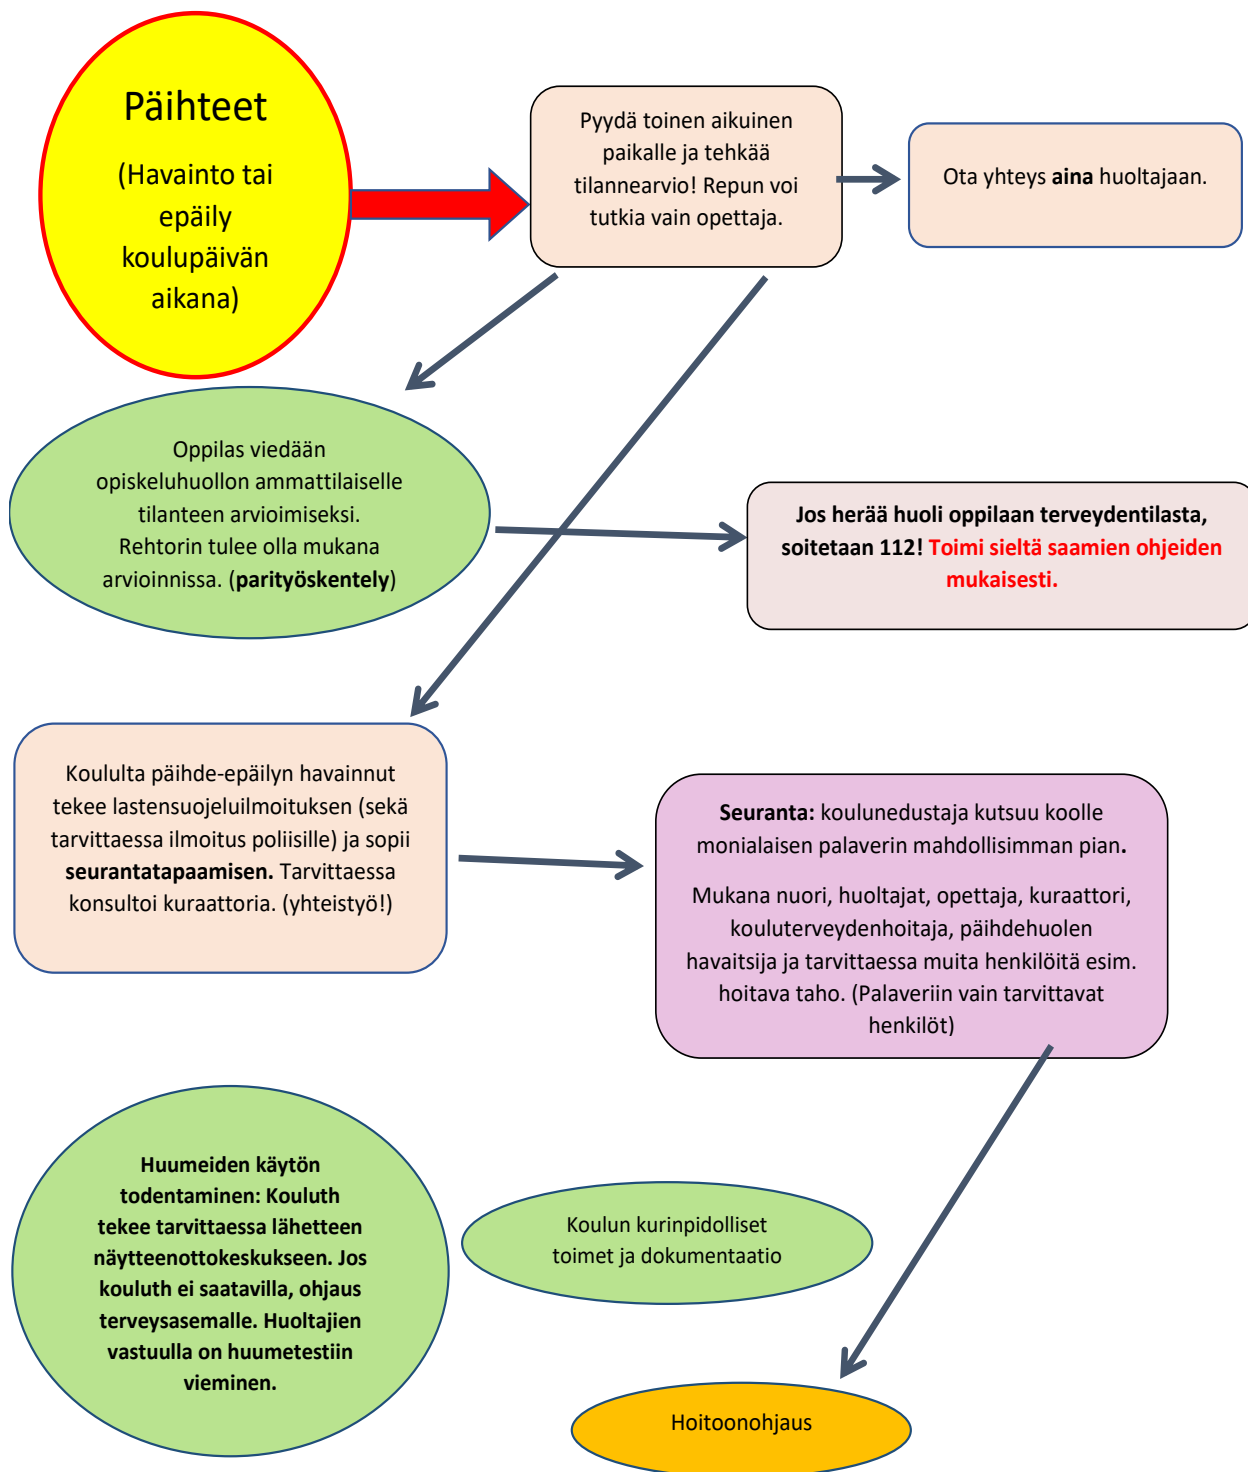 Päihteet
(Havainto tai
epäily
koulupäivän
aikana)
Pyydä toinen aikuinen
paikalle ja tehkää
tilannearvio! Repun voi
tutkia vain opettaja.
Ota yhteys aina huoltajaan.
Oppilas viedään
opiskeluhuollon ammattilaiselle
tilanteen arvioimiseksi.
Rehtorin tulee olla mukana
arvioinnissa. (parityöskentely)
Jos herää huoli oppilaan terveydentilasta,
soitetaan 112! Toimi sieltä saamien ohjeiden
mukaisesti.
Koululta päihde-epäilyn havainnut
tekee lastensuojeluilmoituksen (sekä
tarvittaessa ilmoitus poliisille) ja sopii
seurantatapaamisen. Tarvittaessa
konsultoi kuraattoria. (yhteistyö!)
Seuranta: koulunedustaja kutsuu koolle
monialaisen palaverin mahdollisimman pian.
Mukana nuori, huoltajat, opettaja, kuraattori,
kouluterveydenhoitaja, päihdehuolen
havaitsija ja tarvittaessa muita henkilöitä esim.
hoitava taho. (Palaveriin vain tarvittavat
henkilöt)
Huumeiden käytön
todentaminen: Kouluth
tekee tarvittaessa lähetteen
näytteenottokeskukseen. Jos
kouluth ei saatavilla, ohjaus
terveysasemalle. Huoltajien
vastuulla on huumetestiin
vieminen.
Koulun kurinpidolliset
toimet ja dokumentaatio
Hoitoonohjaus